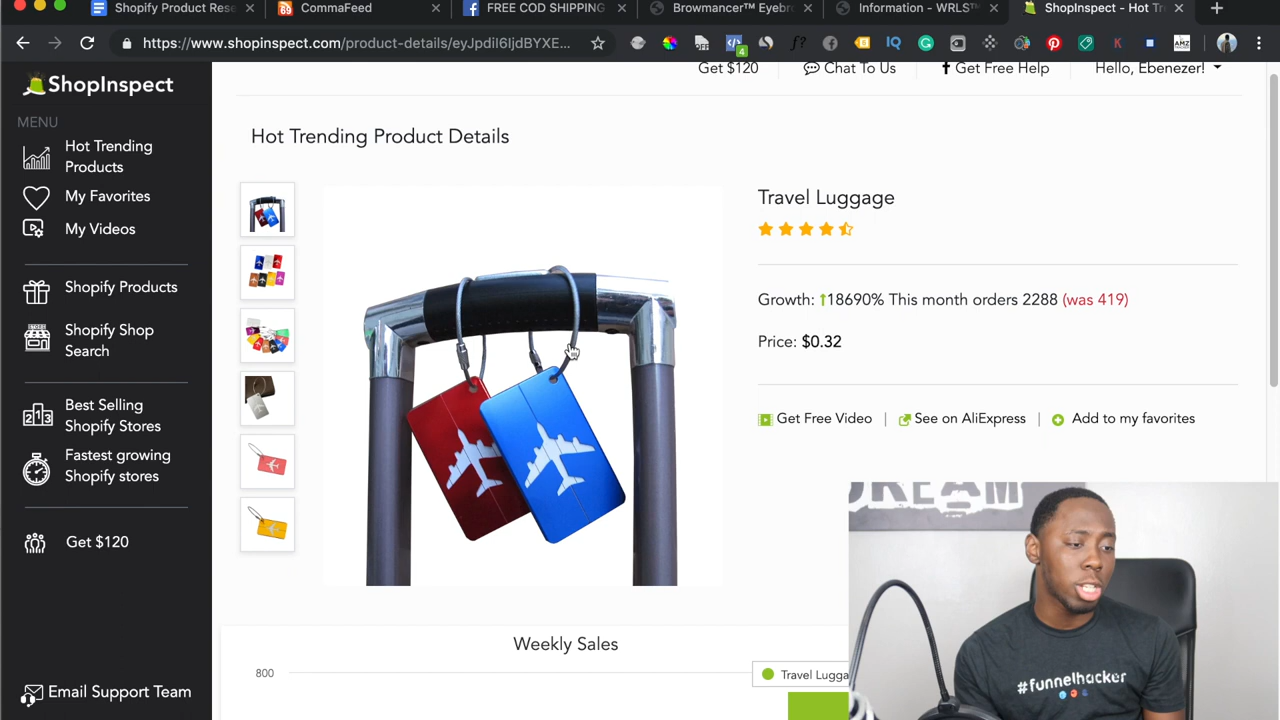 Shopify Product Rese
CommaFeed
FREE COD SHIPPING
Browmancer™ Eyebr
Information - WRLS™
ShopInspect - Hot Tr
https://www.shopinspect.com/product-details/eyJpdiI6IjdBYXE...
ShopInspect
Get $120
Chat To Us
Get Free Help
Hello, Ebenezer!
MENU
Hot Trending
Products
My Favorites
My Videos
Shopify Products
Shopify Shop
Search
Best Selling
Shopify Stores
Fastest growing
Shopify stores
Get $120
Email Support Team
Hot Trending Product Details
Travel Luggage
Growth: 18690% This month orders 2288 (was 419)
Price: $0.32
Get Free Video | See on AliExpress | Add to my favorites
Weekly Sales
800
Travel Lugga
DREAM
#funnelhacker